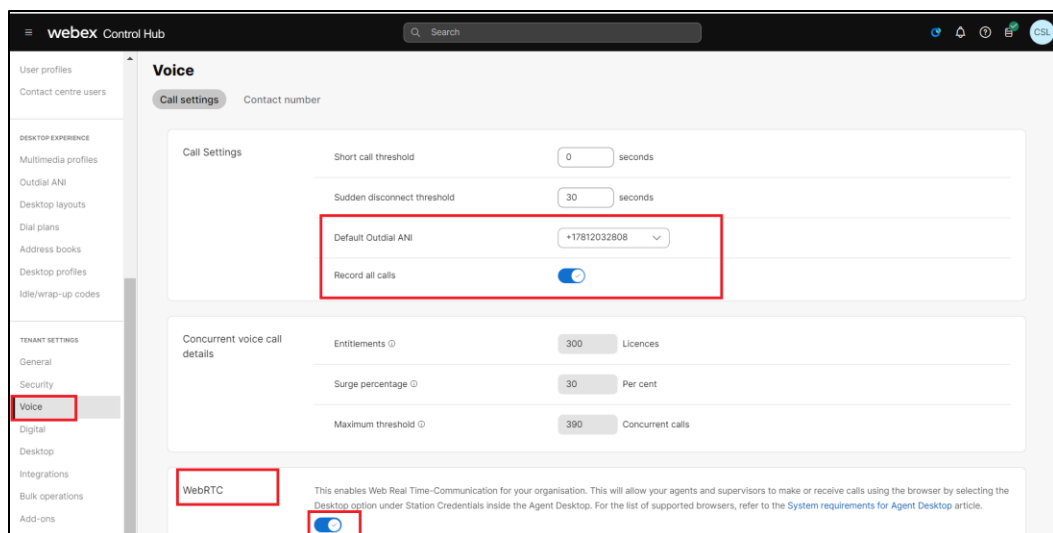 webex Control Hub
Search
CSL
User profiles
Contact centre users
DESKTOP EXPERIENCE
Multimedia profiles
Outdial ANI
Desktop layouts
Dial plans
Address books
Desktop profiles
Idle/wrap-up codes
TENANT SETTINGS
General
Security
Voice
Digital
Desktop
Integrations
Bulk operations
Add-ons
Voice
Call settings Contact number
Call Settings
Short call threshold 0 seconds
Sudden disconnect threshold 30 seconds
Default Outdial ANI +17812032808
Record all calls
Concurrent voice call
details
Entitlements 300 Licences
Surge percentage 30 Per cent
Maximum threshold 390 Concurrent calls
WebRTC
This enables Web Real Time-Communication for your organisation. This will allow your agents and supervisors to make or receive calls using the browser by selecting the
Desktop option under Station Credentials inside the Agent Desktop. For the list of supported browsers, refer to the System requirements for Agent Desktop article.